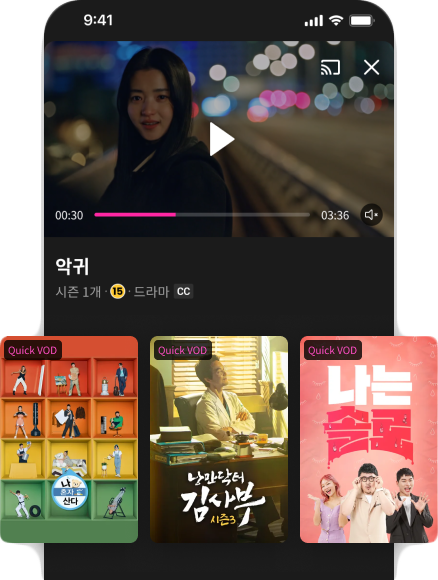 9:41
00:30
03:36
악귀
시즌 1개 · 15 · 드라마 CC
Quick VOD
나 혼자 산다
Quick VOD
낭만닥터
김사부
시즌3
Quick VOD
나는
솔로